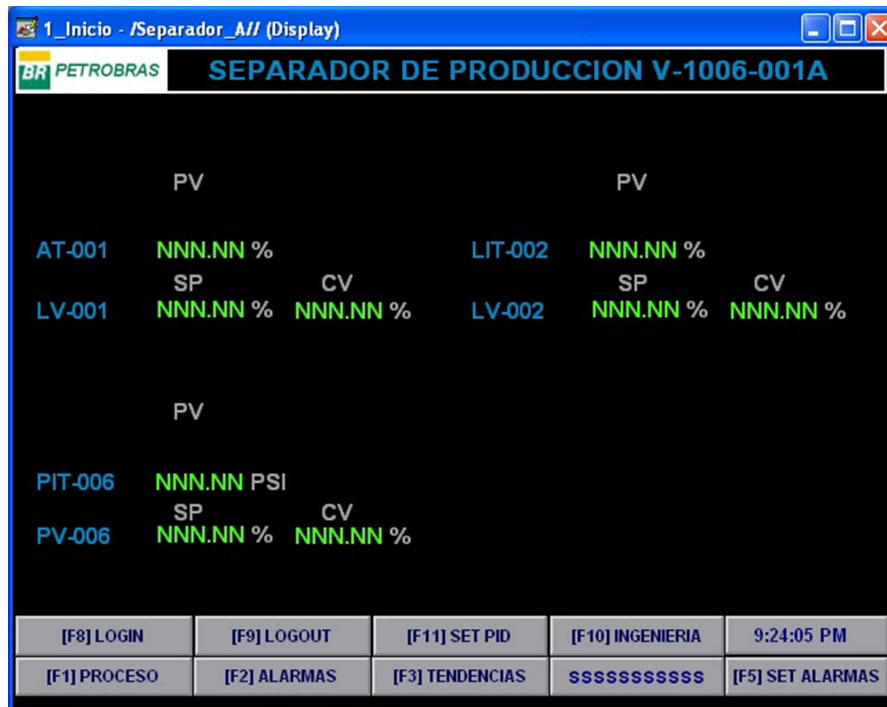 1_Inicio - /Separador_A// (Display)
BR PETROBRAS SEPARADOR DE PRODUCCION V-1006-001A
PV PV
AT-001 NNN.NN % LIT-002 NNN.NN %
SP CV SP CV
LV-001 NNN.NN % NNN.NN % LV-002 NNN.NN % NNN.NN %
PV
PIT-006 NNN.NN PSI
SP CV
PV-006 NNN.NN % NNN.NN %
[F8] LOGIN [F9] LOGOUT [F11] SET PID [F10] INGENIERIA 9:24:05 PM
[F1] PROCESO [F2] ALARMAS [F3] TENDENCIAS SSSSSSSSSSS [F5] SET ALARMAS